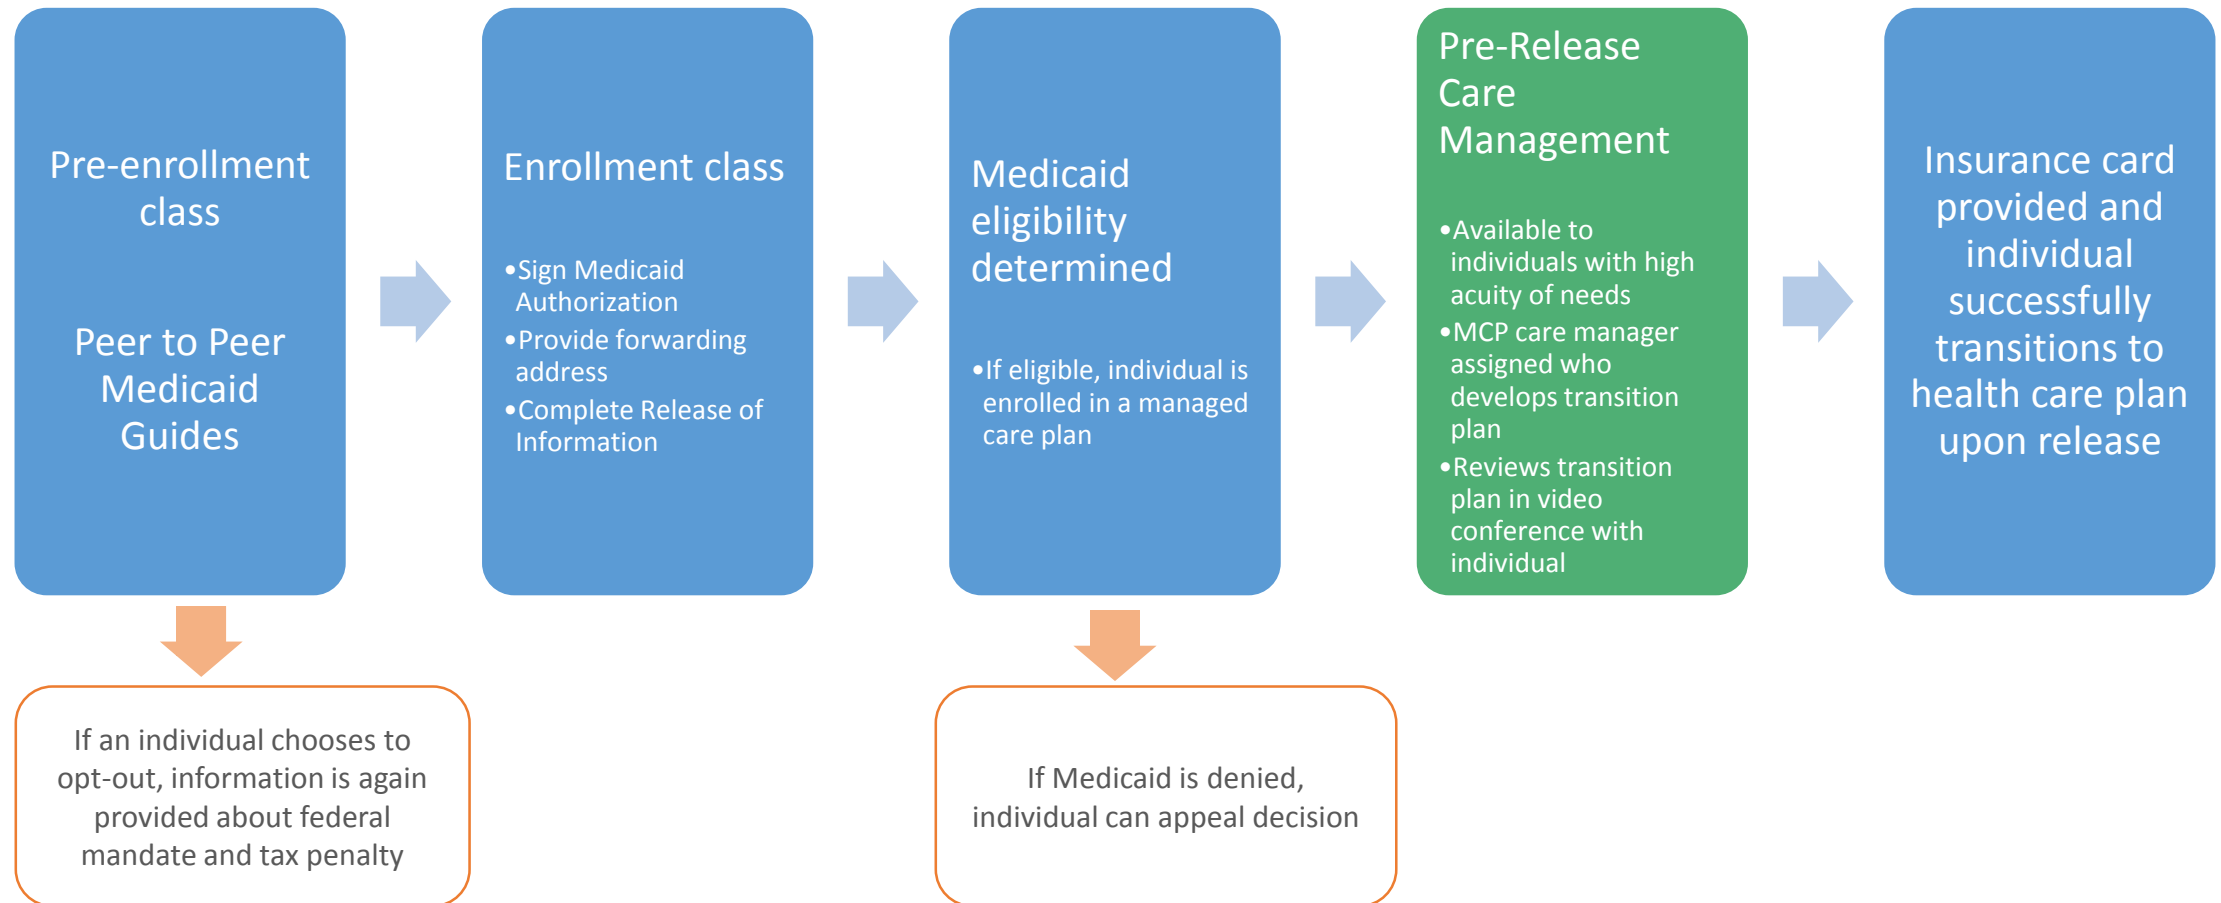 Pre-enrollment
class
Peer to Peer
Medicaid
Guides
Enrollment class
•Sign Medicaid
Authorization
•Provide forwarding
address
•Complete Release of
Information
Medicaid
eligibility
determined
•If eligible, individual is
enrolled in a managed
care plan
Pre-Release
Care
Management
•Available to
individuals with high
acuity of needs
•MCP care manager
assigned who
develops transition
plan
•Reviews transition
plan in video
conference with
individual
Insurance card
provided and
individual
successfully
transitions to
health care plan
upon release
If an individual chooses to
opt-out, information is again
provided about federal
mandate and tax penalty
If Medicaid is denied,
individual can appeal decision